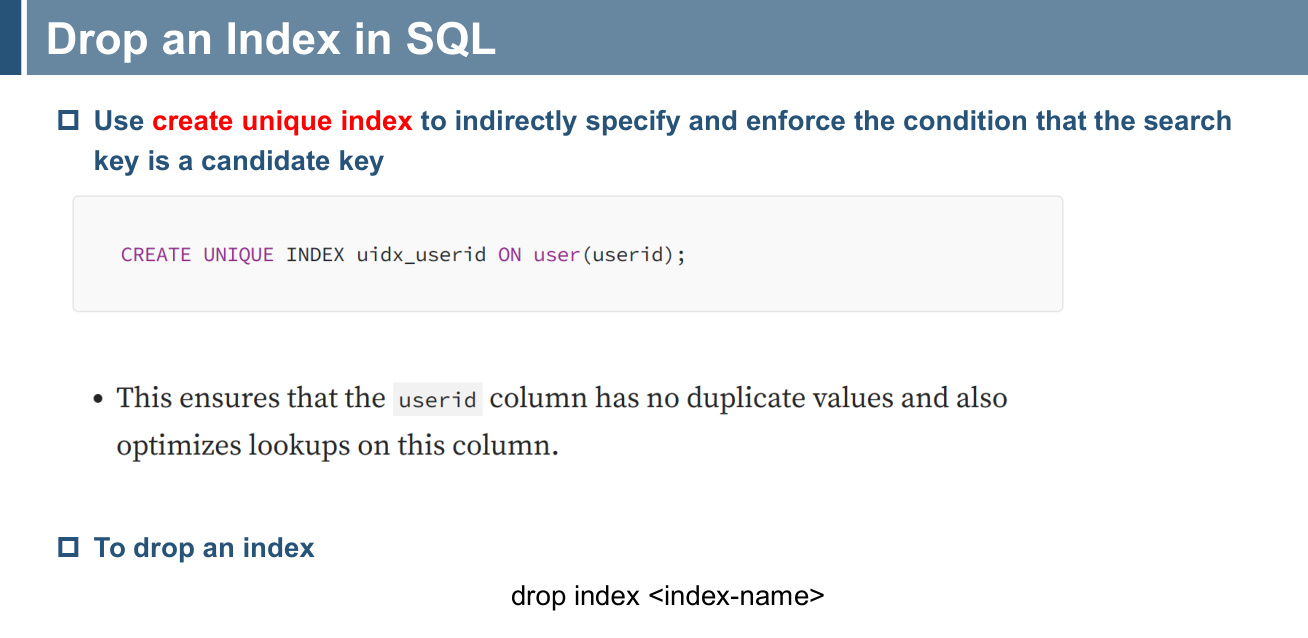 Drop an Index in SQL
Use create unique index to indirectly specify and enforce the condition that the search
key is a candidate key
CREATE UNIQUE INDEX uidx_userid ON user(userid);
• This ensures that the userid column has no duplicate values and also
optimizes lookups on this column.
To drop an index
drop index <index-name>